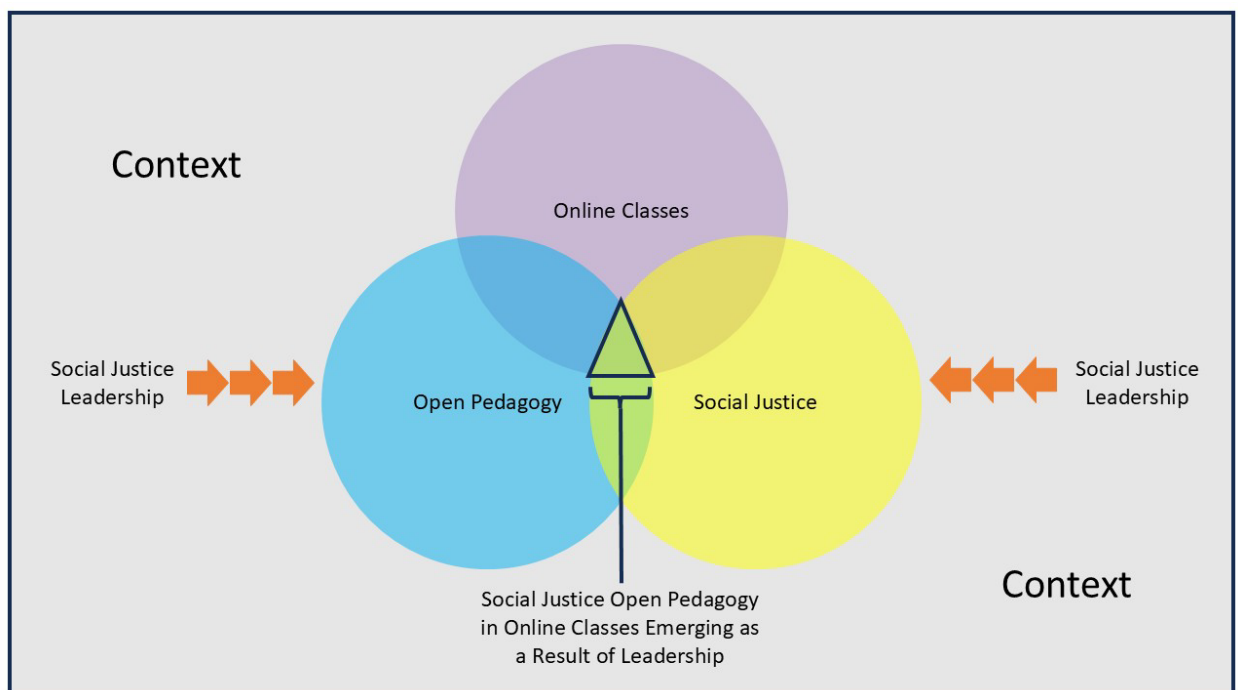 Context
Online Classes
Social Justice
Leadership
Open Pedagogy
Social Justice
Social Justice
Leadership
Context
Social Justice Open Pedagogy
in Online Classes Emerging as
a Result of Leadership